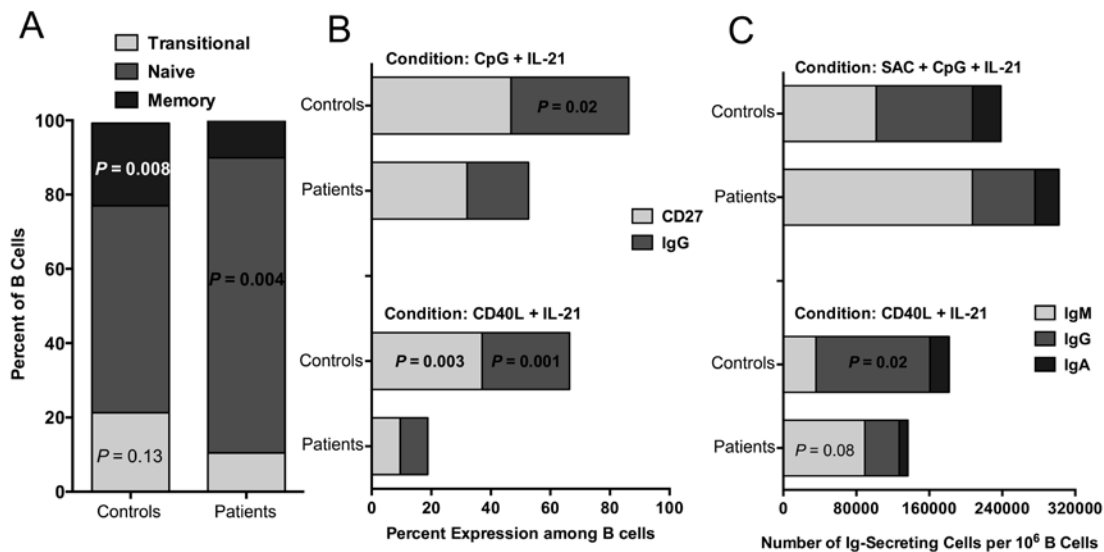 A
Transitional
Naive
Memory
Percent of B Cells
100
80
60
40
20
0
P = 0.008
P = 0.004
P = 0.13
Controls
Patients
B
Condition: CpG + IL-21
Controls
P = 0.02
Patients
CD27
IgG
Condition: CD40L + IL-21
Controls
P = 0.003
P = 0.001
Patients
0 20 40 60 80 100
Percent Expression among B cells
C
Condition: SAC + CpG + IL-21
Controls
Patients
IgM
IgG
IgA
Condition: CD40L + IL-21
Controls
P = 0.02
Patients
P = 0.08
0 80000 160000 240000 320000
Number of Ig-Secreting Cells per 10⁶ B Cells